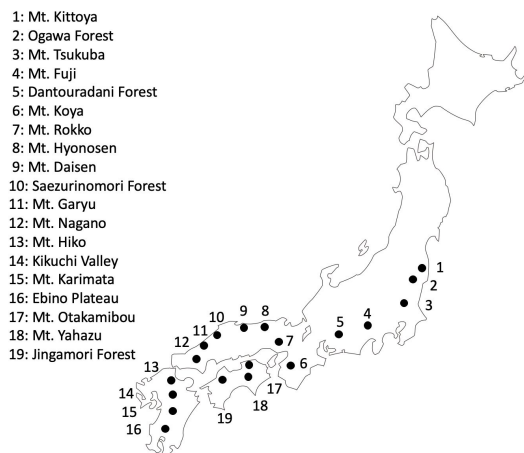 1: Mt. Kittoya
2: Ogawa Forest
3: Mt. Tsukuba
4: Mt. Fuji
5: Dantouradani Forest
6: Mt. Koya
7: Mt. Rokko
8: Mt. Hyonosen
9: Mt. Daisen
10: Saezurinomori Forest
11: Mt. Garyu
12: Mt. Nagano
13: Mt. Hiko
14: Kikuchi Valley
15: Mt. Karimata
16: Ebino Plateau
17: Mt. Otakamibou
18: Mt. Yahazu
19: Jingamori Forest
1
2
3
4
5
6
7
8
9
10
11
12
13
14
15
16
17
18
19